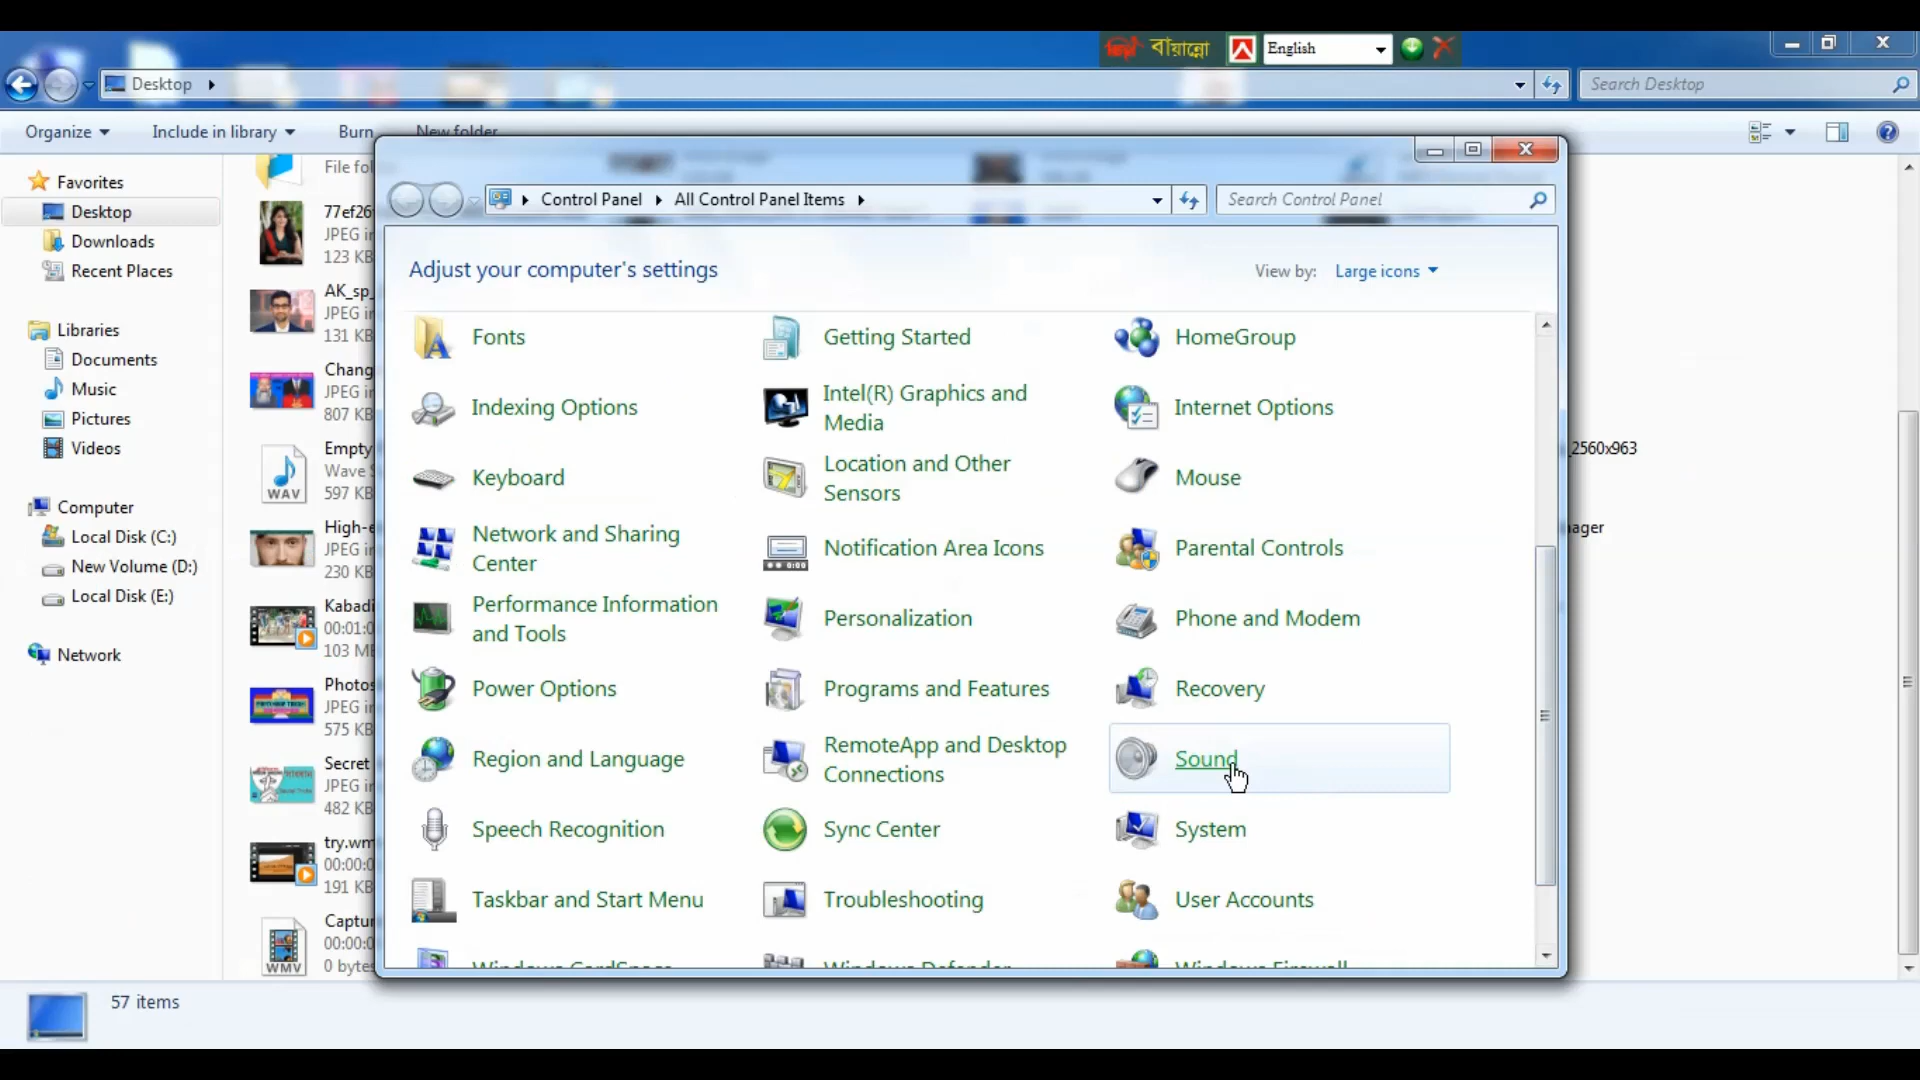 বায়ান্নো
English
Desktop
Search Desktop
Organize
Include in library
Burn
New folder
Favorites
Desktop
Downloads
Recent Places
Libraries
Documents
Music
Pictures
Videos
Computer
Local Disk (C:)
New Volume (D:)
Local Disk (E:)
Network
File fol
77ef26
JPEG i
123 KB
AK_sp_
JPEG i
131 KB
Chang
JPEG i
807 KB
Empty
Wave S
597 KB
WAV
High-e
JPEG i
230 KB
Kabadi
00:01:0
103 M
Photos
JPEG i
575 KB
Secret
JPEG i
482 KB
try.wm
00:00:0
191 KB
Captur
00:00:0
0 bytes
WMV
_2560x963
ager
Control Panel
All Control Panel Items
Search Control Panel
Adjust your computer's settings
View by:
Large icons
Fonts
Getting Started
HomeGroup
Indexing Options
Intel(R) Graphics and
Media
Internet Options
Keyboard
Location and Other
Sensors
Mouse
Network and Sharing
Center
Notification Area Icons
Parental Controls
Performance Information
and Tools
Personalization
Phone and Modem
Power Options
Programs and Features
Recovery
Region and Language
RemoteApp and Desktop
Connections
Sound
Speech Recognition
Sync Center
System
Taskbar and Start Menu
Troubleshooting
User Accounts
Windows CardSpace
Windows Defender
Windows Firewall
57 items